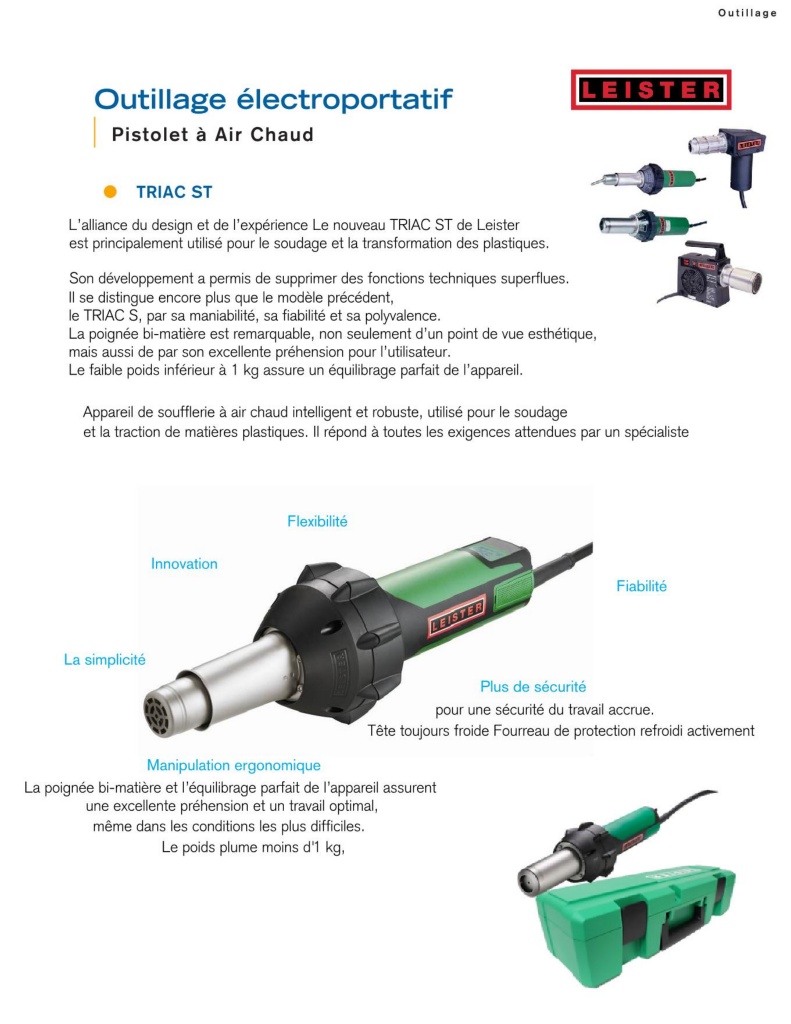 Outillage
Outillage électroportatif
LEISTER
Pistolet à Air Chaud
TRIAC ST
L'alliance du design et de l'expérience Le nouveau TRIAC ST de Leister
est principalement utilisé pour le soudage et la transformation des plastiques.
Son développement a permis de supprimer des fonctions techniques superflues.
Il se distingue encore plus que le modèle précédent,
le TRIAC S, par sa maniabilité, sa fiabilité et sa polyvalence.
La poignée bi-matière est remarquable, non seulement d'un point de vue esthétique,
mais aussi de par son excellente préhension pour l'utilisateur.
Le faible poids inférieur à 1 kg assure un équilibrage parfait de l'appareil.
Appareil de soufflerie à air chaud intelligent et robuste, utilisé pour le soudage
et la traction de matières plastiques. Il répond à toutes les exigences attendues par un spécialiste
Flexibilité
Innovation
Fiabilité
LEISTER
LEISTER
La simplicité
Plus de sécurité
pour une sécurité du travail accrue.
Tête toujours froide Fourreau de protection refroidi activement
Manipulation ergonomique
La poignée bi-matière et l'équilibrage parfait de l'appareil assurent
une excellente préhension et un travail optimal,
même dans les conditions les plus difficiles.
Le poids plume moins d'1 kg,